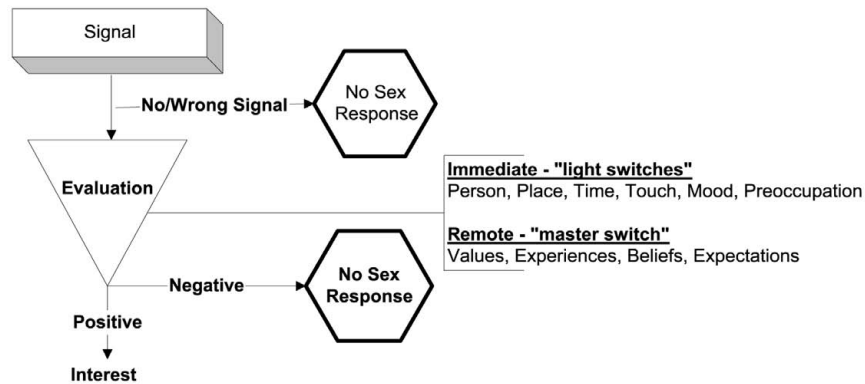 Signal
No/Wrong Signal
No Sex
Response
Evaluation
Immediate - "light switches"
Person, Place, Time, Touch, Mood, Preoccupation
Remote - "master switch"
Values, Experiences, Beliefs, Expectations
Negative
No Sex
Response
Positive
Interest